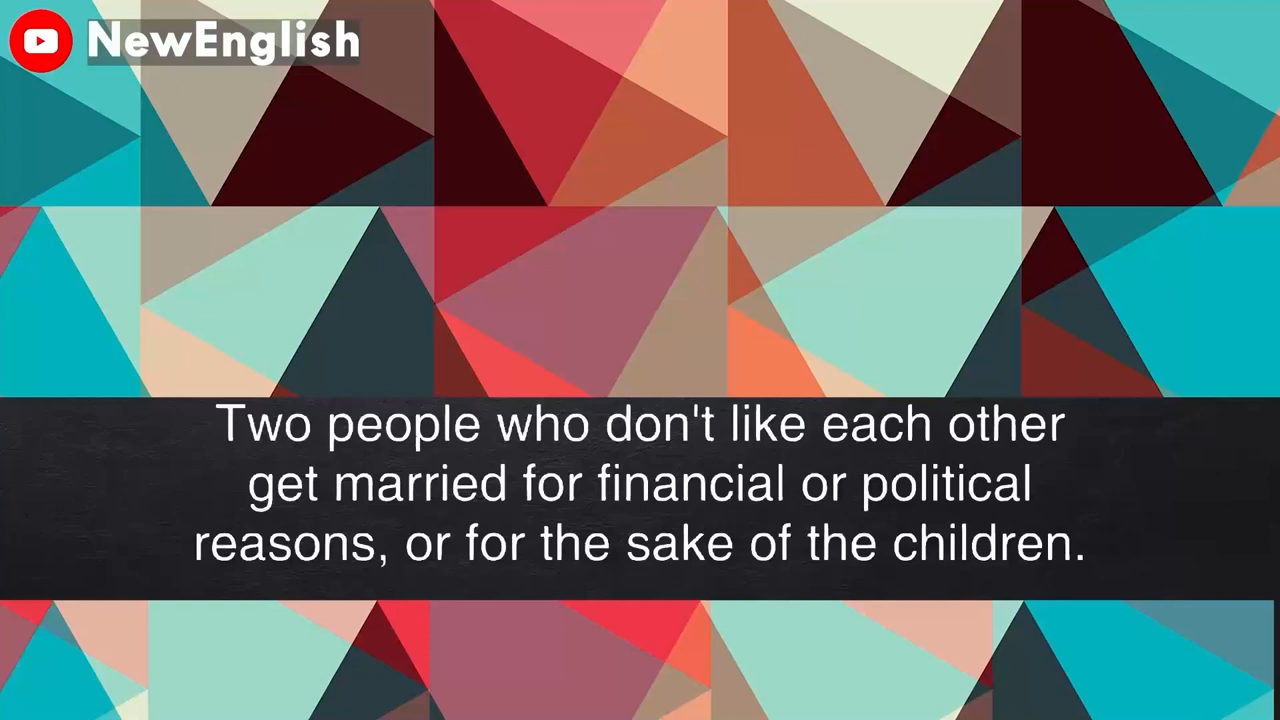 NewEnglish
Two people who don't like each other
get married for financial or political
reasons, or for the sake of the children.